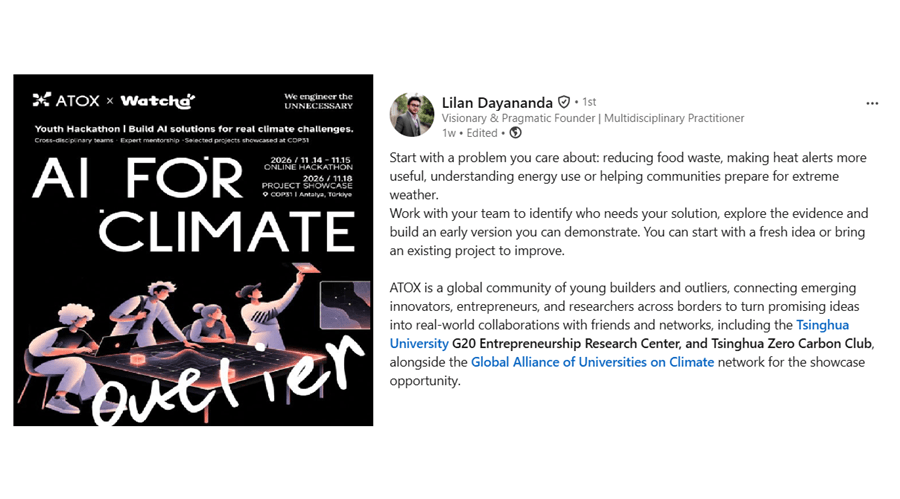 ATOX × Watcha
We engineer the
UNNECESSARY
Youth Hackathon | Build AI solutions for real climate challenges.
Cross-disciplinary teams · Expert mentorship · Selected projects showcased at COP31
AI FOR
CLIMATE
2026 / 11.14 - 11.15
ONLINE HACKATHON
2026 / 11.18
PROJECT SHOWCASE
COP31 | Antalya, Türkiye
outlier
Lilan Dayananda • 1st
Visionary & Pragmatic Founder | Multidisciplinary Practitioner
1w • Edited •
Start with a problem you care about: reducing food waste, making heat alerts more
useful, understanding energy use or helping communities prepare for extreme
weather.
Work with your team to identify who needs your solution, explore the evidence and
build an early version you can demonstrate. You can start with a fresh idea or bring
an existing project to improve.
ATOX is a global community of young builders and outliers, connecting emerging
innovators, entrepreneurs, and researchers across borders to turn promising ideas
into real-world collaborations with friends and networks, including the Tsinghua
University G20 Entrepreneurship Research Center, and Tsinghua Zero Carbon Club,
alongside the Global Alliance of Universities on Climate network for the showcase
opportunity.